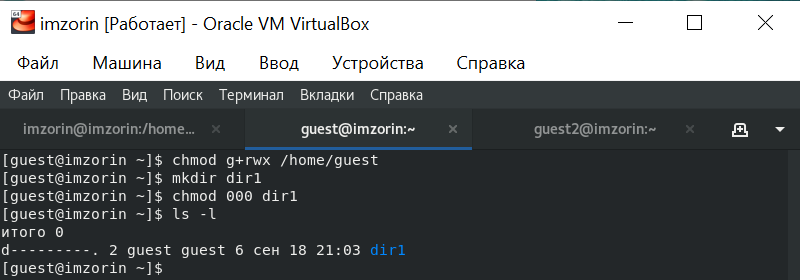 imzorin [Работает] - Oracle VM VirtualBox
Файл Машина Вид Ввод Устройства Справка
Файл Правка Вид Поиск Терминал Вкладки Справка
imzorin@imzorin:/home... × guest@imzorin:~ × guest2@imzorin:~ ×
[guest@imzorin ~]$ chmod g+rwx /home/guest
[guest@imzorin ~]$ mkdir dir1
[guest@imzorin ~]$ chmod 000 dir1
[guest@imzorin ~]$ ls -l
итого 0
d---------. 2 guest guest 6 сен 18 21:03 dir1
[guest@imzorin ~]$